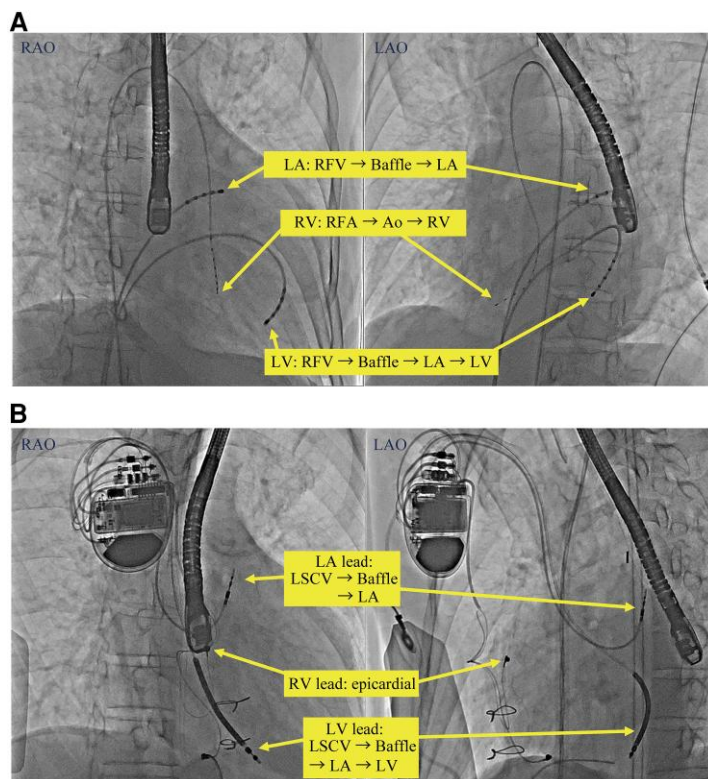 A
RAO
LAO
LA: RFV → Baffle → LA
RV: RFA → Ao → RV
LV: RFV → Baffle → LA → LV
B
RAO
LAO
LA lead:
LSCV → Baffle
→ LA
RV lead: epicardial
LV lead:
LSCV → Baffle
→ LA → LV